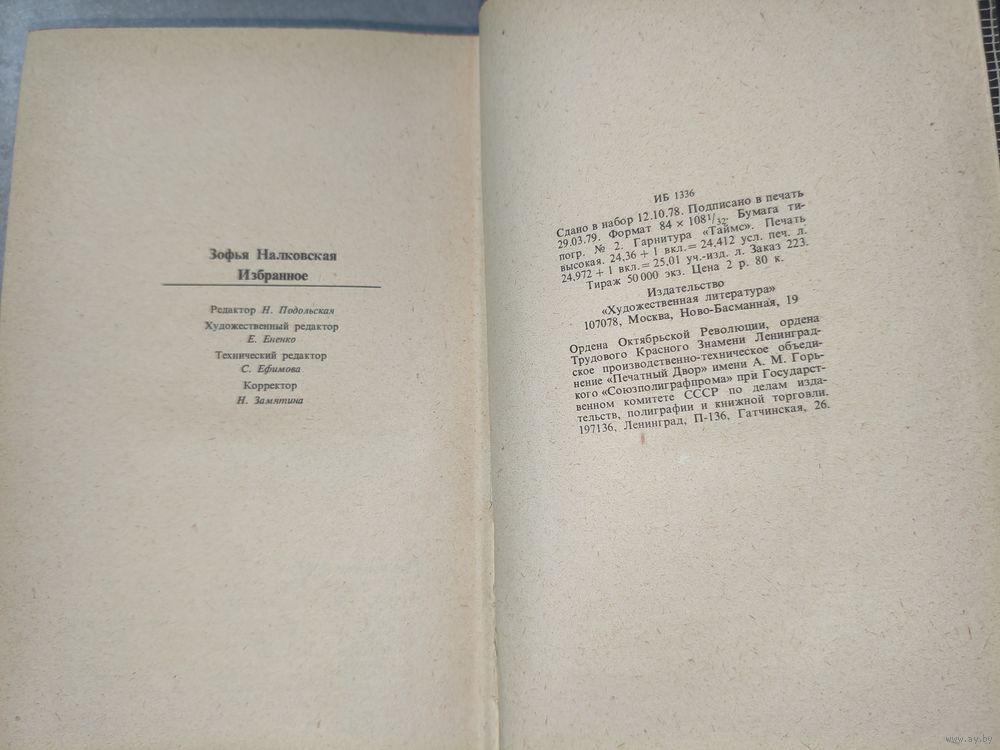 Зофья Налковская
Избранное
Редактор Н. Подольская
Художественный редактор
Е. Ененко
Технический редактор
С. Ефимова
Корректор
Н. Замятина
ИБ 1336
Сдано в набор 12.10.78. Подписано в печать
29.03.79. Формат 84 × 108¹/₃₂. Бумага ти-
погр. № 2. Гарнитура «Таймс». Печать
высокая. 24,36 + 1 вкл. = 24,412 усл. печ. л.
24,972 + 1 вкл. = 25,01 уч.-изд. л. Заказ 223.
Тираж 50 000 экз. Цена 2 р. 80 к.
Издательство
«Художественная литература»
107078, Москва, Ново-Басманная, 19
Ордена Октябрьской Революции, ордена
Трудового Красного Знамени Ленинград-
ское производственно-техническое объеди-
нение «Печатный Двор» имени А. М. Горь-
кого «Союзполиграфпрома» при Государст-
венном комитете СССР по делам изда-
тельств, полиграфии и книжной торговли.
197136, Ленинград, П-136, Гатчинская, 26.
www.ay.by